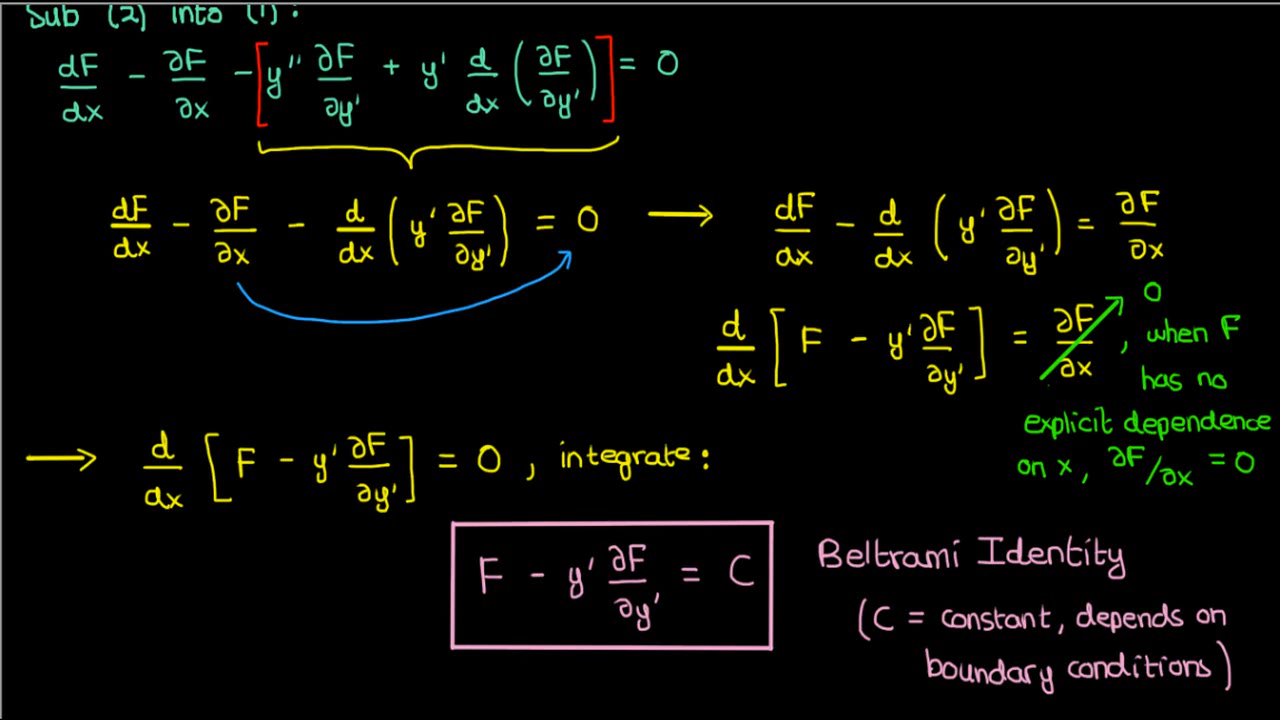 Sub (2) into (1):
dF/dx - ∂F/∂x - [y'' ∂F/∂y' + y' d/dx (∂F/∂y')] = 0
dF/dx - ∂F/∂x - d/dx (y' ∂F/∂y') = 0 ⟶ dF/dx - d/dx (y' ∂F/∂y') = ∂F/∂x
d/dx [F - y' ∂F/∂y'] = ∂F/∂x 0, when F
has no
explicit dependence
on x, ∂F/∂x = 0
⟶ d/dx [F - y' ∂F/∂y'] = 0, integrate:
F - y' ∂F/∂y' = C
Beltrami Identity
(C = constant, depends on
boundary conditions)